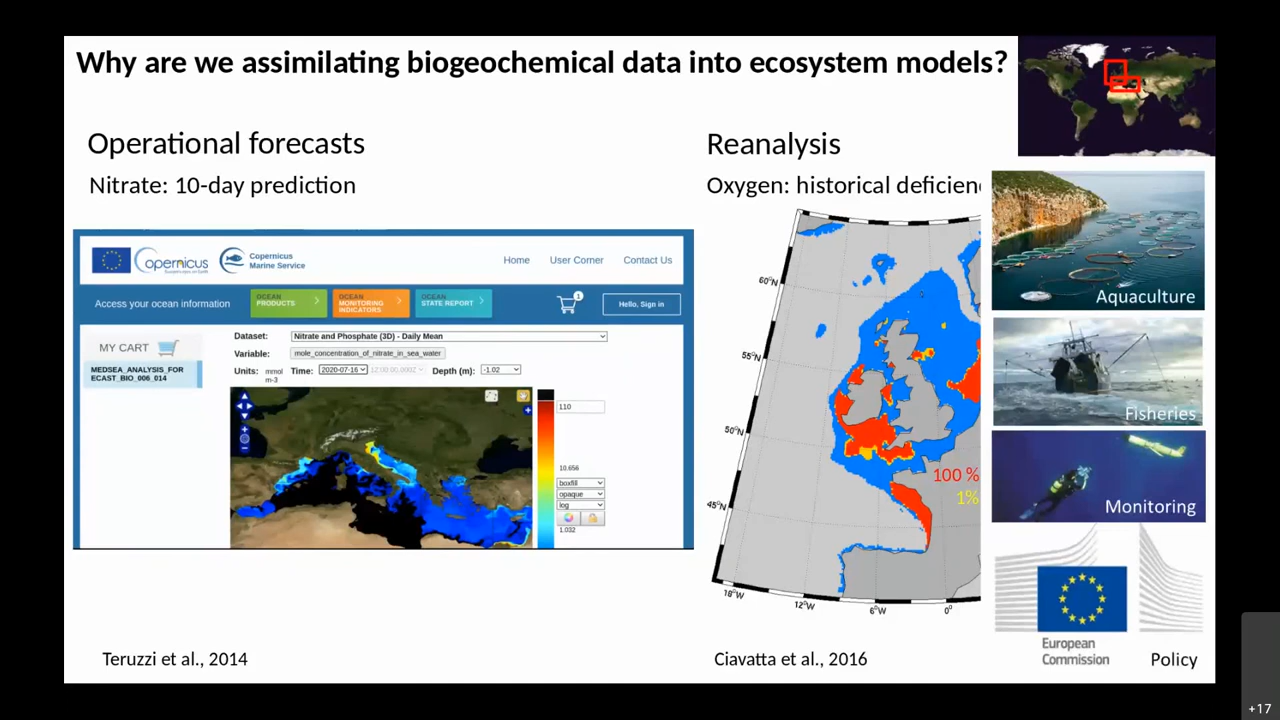 Why are we assimilating biogeochemical data into ecosystem models?
Operational forecasts
Nitrate: 10-day prediction
Copernicus
Copernicus
Marine Service
Home
User Corner
Contact Us
Access your ocean information
OCEAN
PRODUCTS
OCEAN
MONITORING
INDICATORS
OCEAN
STATE REPORT
1
Hello, Sign in
MY CART
MEDSEA_ANALYSIS_FOR
ECAST_BIO_006_014
Dataset: Nitrate and Phosphate (3D) - Daily Mean
Variable: mole_concentration_of_nitrate_in_sea_water
Units: mmol
m-3
Time: 2020-07-16
Depth (m): -1.02
110
10.656
boxfill
opaque
log
1.032
Teruzzi et al., 2014
Reanalysis
Oxygen: historical deficien
60°N
55°N
50°N
45°N
18°W
12°W
6°W
0°
100 %
1%
Ciavatta et al., 2016
Aquaculture
Fisheries
Monitoring
European
Commission
Policy
+17